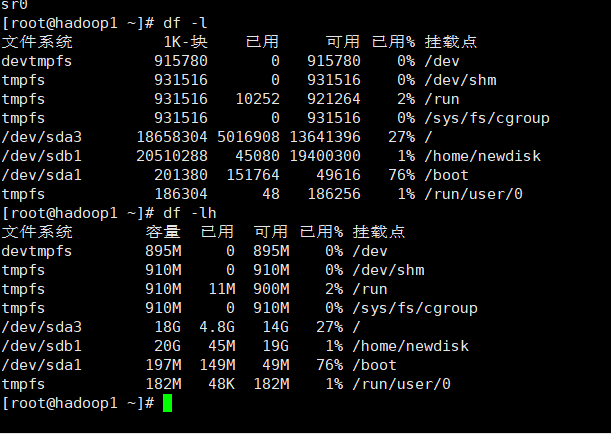 sr0
[root@hadoop1 ~]# df -l
文件系统 1K-块 已用 可用 已用% 挂载点
devtmpfs 915780 0 915780 0% /dev
tmpfs 931516 0 931516 0% /dev/shm
tmpfs 931516 10252 921264 2% /run
tmpfs 931516 0 931516 0% /sys/fs/cgroup
/dev/sda3 18658304 5016908 13641396 27% /
/dev/sdb1 20510288 45080 19400300 1% /home/newdisk
/dev/sda1 201380 151764 49616 76% /boot
tmpfs 186304 48 186256 1% /run/user/0
[root@hadoop1 ~]# df -lh
文件系统 容量 已用 可用 已用% 挂载点
devtmpfs 895M 0 895M 0% /dev
tmpfs 910M 0 910M 0% /dev/shm
tmpfs 910M 11M 900M 2% /run
tmpfs 910M 0 910M 0% /sys/fs/cgroup
/dev/sda3 18G 4.8G 14G 27% /
/dev/sdb1 20G 45M 19G 1% /home/newdisk
/dev/sda1 197M 149M 49M 76% /boot
tmpfs 182M 48K 182M 1% /run/user/0
[root@hadoop1 ~]#